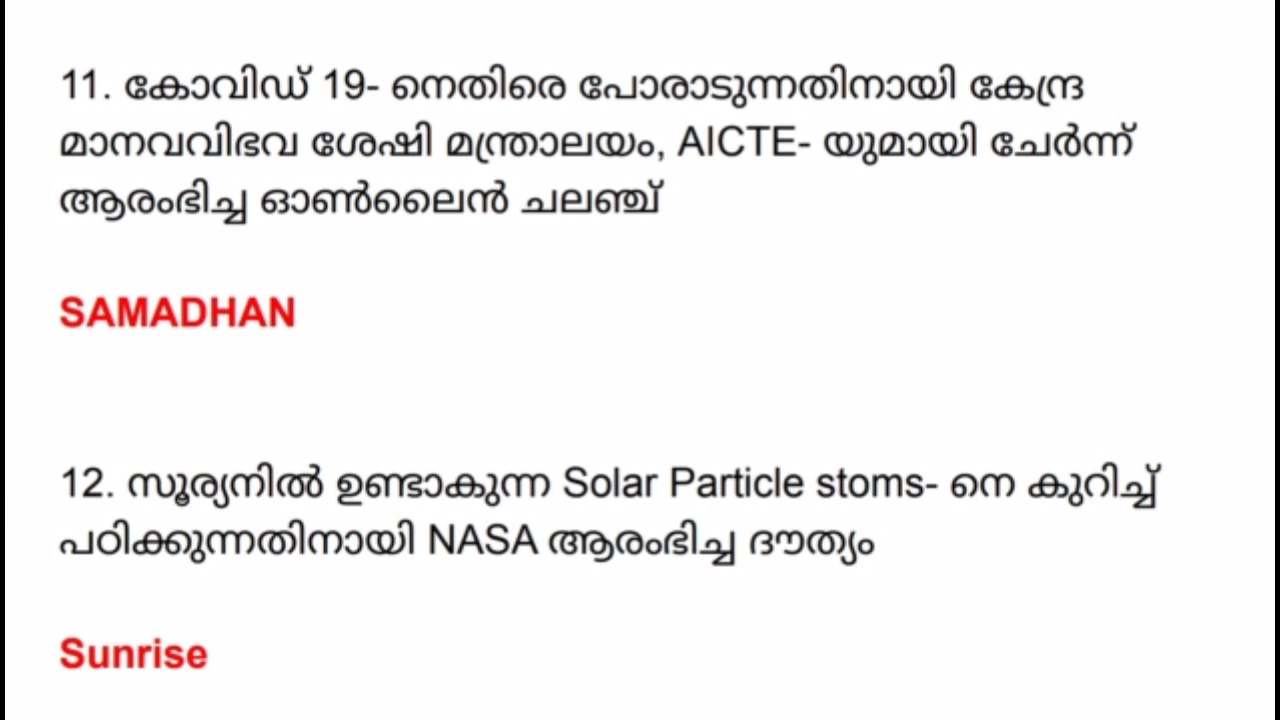 11. കോവിഡ് 19- നെതിരെ പോരാടുന്നതിനായി കേന്ദ്ര
മാനവവിഭവ ശേഷി മന്ത്രാലയം, AICTE- യുമായി ചേർന്ന്
ആരംഭിച്ച ഓൺലൈൻ ചലഞ്ച്
SAMADHAN
12. സൂര്യനിൽ ഉണ്ടാകുന്ന Solar Particle stoms- നെ കുറിച്ച്
പഠിക്കുന്നതിനായി NASA ആരംഭിച്ച ദൗത്യം
Sunrise